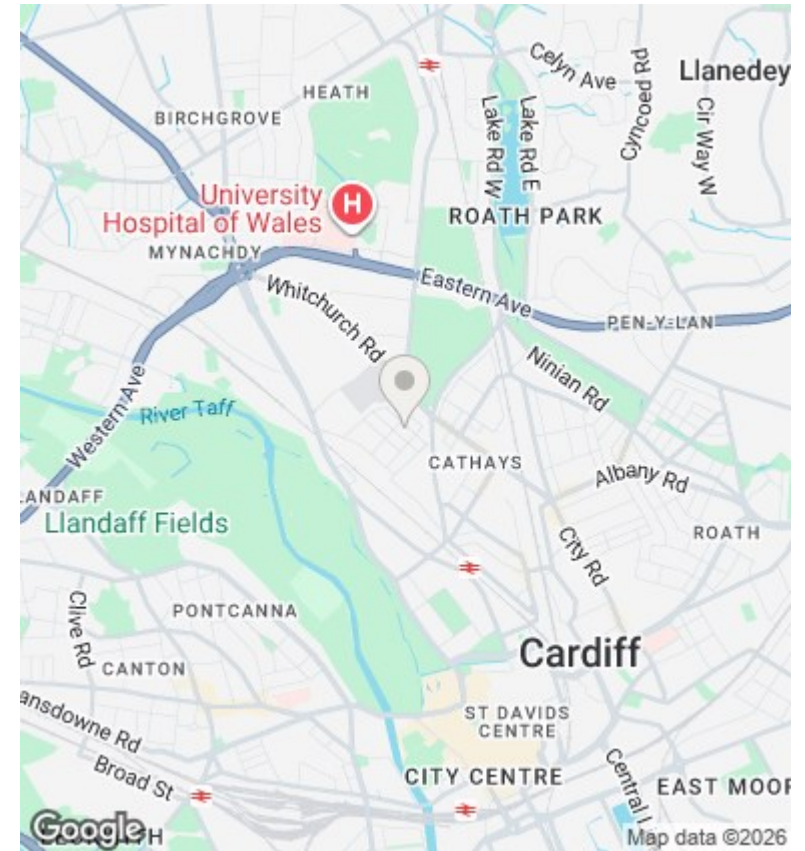 Celyn Ave
Cyncoed Rd
Llanedey
HEATH
Lake Rd W
Lake Rd E
Cir Way W
BIRCHGROVE
University
Hospital of Wales
H
ROATH PARK
MYNACHDY
Whitchurch Rd
Eastern Ave
PEN-Y-LAN
Ninian Rd
Western Ave
River Taff
CATHAYS
Albany Rd
LANDAFF
Llandaff Fields
City Rd
ROATH
Clive Rd
PONTCANNA
CANTON
Cardiff
ansdowne Rd
ST DAVIDS
CENTRE
Broad St
CITY CENTRE
Central L
EAST MOOR
Google
TH
Map data ©2026